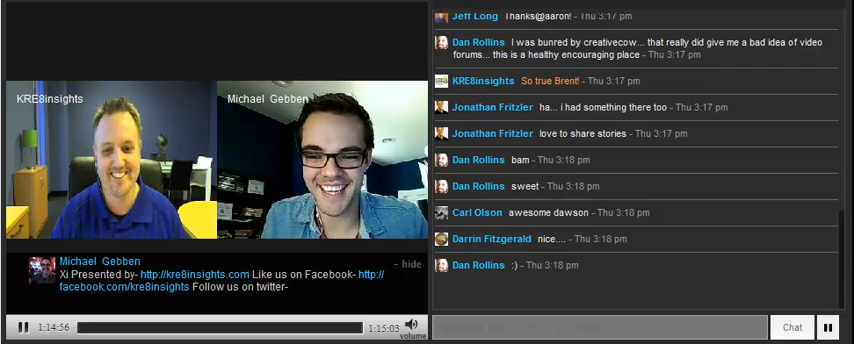 KRE8insights
Michael Gebben
Michael Gebben
Xi Presented by- http://kre8insights.com Like us on Facebook- http://
facebook.com/kre8insights Follow us on twitter-
- hide
1:14:56
1:15:03
volume
Jeff Long Thanks@aaron! - Thu 3:17 pm
Dan Rollins I was bunred by creativecow... that really did give me a bad idea of video
forums... this is a healthy encouraging place - Thu 3:17 pm
KRE8insights So true Brent! - Thu 3:17 pm
Jonathan Fritzler ha... i had something there too - Thu 3:17 pm
Jonathan Fritzler love to share stories - Thu 3:17 pm
Dan Rollins bam - Thu 3:18 pm
Dan Rollins sweet - Thu 3:18 pm
Carl Olson awesome dawson - Thu 3:18 pm
Darrin Fitzgerald nice.... - Thu 3:18 pm
Dan Rollins :) - Thu 3:18 pm
Chat